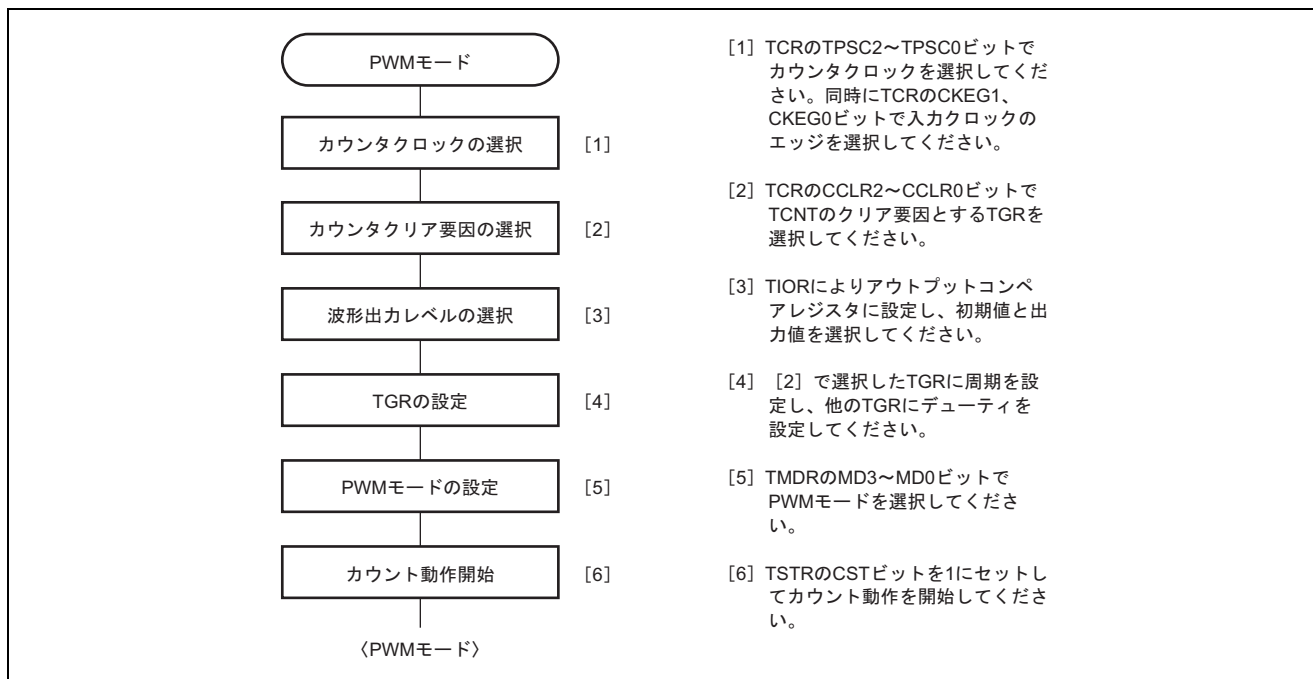 PWMモード
カウンタクロックの選択 [1]
カウンタクリア要因の選択 [2]
波形出力レベルの選択 [3]
TGRの設定 [4]
PWMモードの設定 [5]
カウント動作開始 [6]
〈PWMモード〉
[1] TCRのTPSC2～TPSC0ビットで
カウンタクロックを選択してくだ
さい。同時にTCRのCKEG1、
CKEG0ビットで入力クロックの
エッジを選択してください。
[2] TCRのCCLR2～CCLR0ビットで
TCNTのクリア要因とするTGRを
選択してください。
[3] TIORによりアウトプットコンペ
アレジスタに設定し、初期値と出
力値を選択してください。
[4] [2]で選択したTGRに周期を設
定し、他のTGRにデューティを
設定してください。
[5] TMDRのMD3～MD0ビットで
PWMモードを選択してくださ
い。
[6] TSTRのCSTビットを1にセットし
てカウント動作を開始してくださ
い。